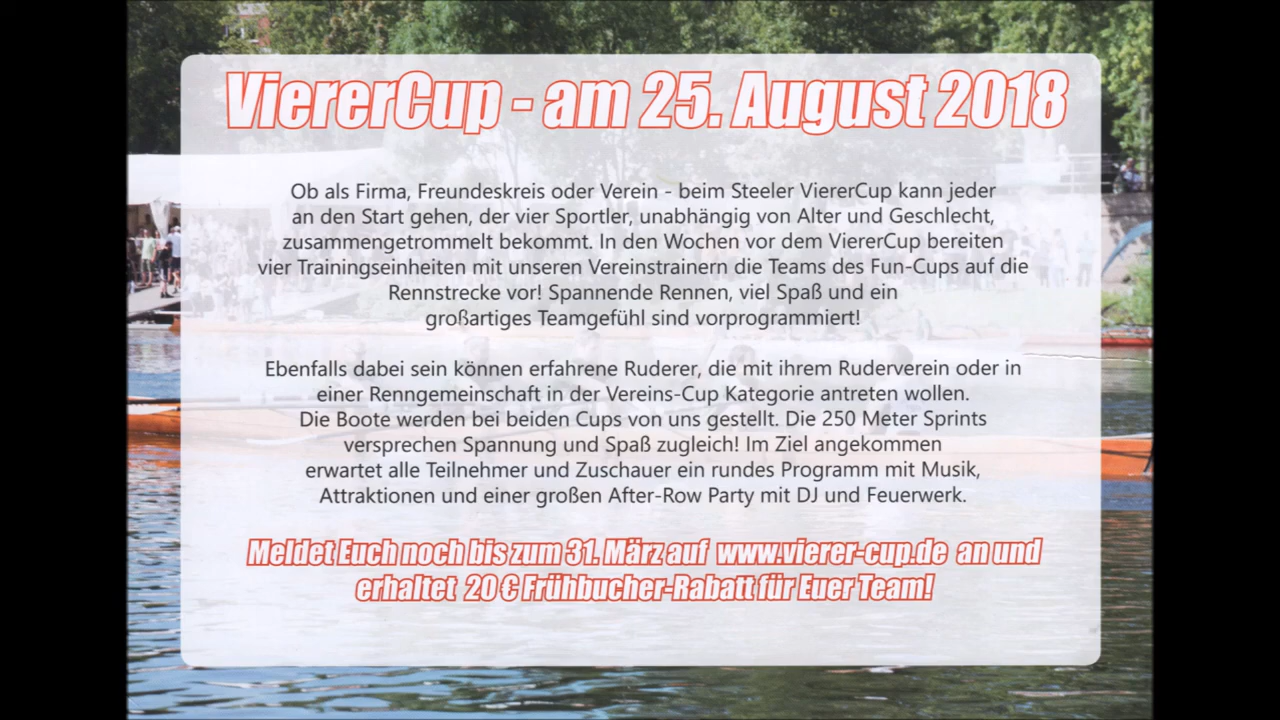 ViererCup - am 25. August 2018
Ob als Firma, Freundeskreis oder Verein - beim Steeler ViererCup kann jeder
an den Start gehen, der vier Sportler, unabhängig von Alter und Geschlecht,
zusammengetrommelt bekommt. In den Wochen vor dem ViererCup bereiten
vier Trainingseinheiten mit unseren Vereinstrainern die Teams des Fun-Cups auf die
Rennstrecke vor! Spannende Rennen, viel Spaß und ein
großartiges Teamgefühl sind vorprogrammiert!
Ebenfalls dabei sein können erfahrene Ruderer, die mit ihrem Ruderverein oder in
einer Renngemeinschaft in der Vereins-Cup Kategorie antreten wollen.
Die Boote werden bei beiden Cups von uns gestellt. Die 250 Meter Sprints
versprechen Spannung und Spaß zugleich! Im Ziel angekommen
erwartet alle Teilnehmer und Zuschauer ein rundes Programm mit Musik,
Attraktionen und einer großen After-Row Party mit DJ und Feuerwerk.
Meldet Euch noch bis zum 31. März auf www.vierer-cup.de an und
erhaltet 20 € Frühbucher-Rabatt für Euer Team!